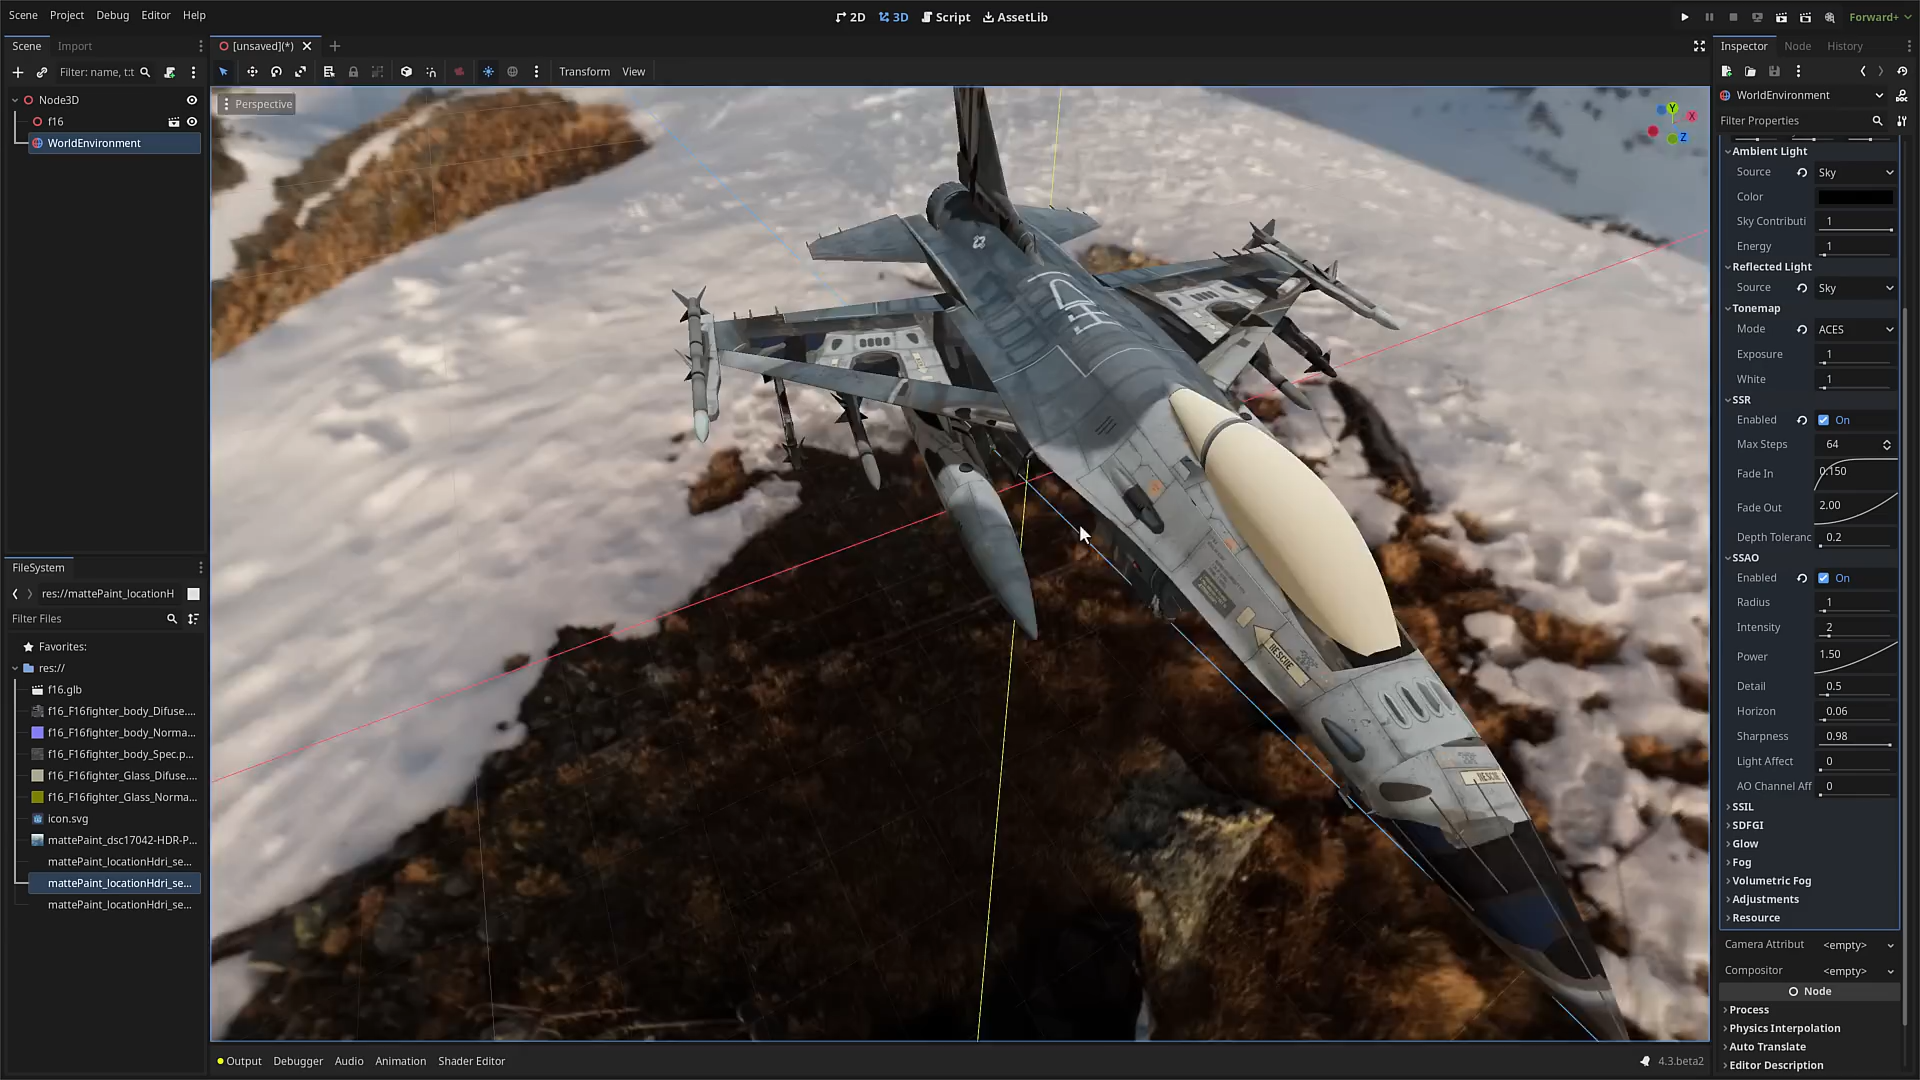 Scene Project Debug Editor Help
2D 3D Script AssetLib
Forward+
Scene Import
[unsaved](*)
Inspector Node History
Filter: name, t:t
Transform View
Node3D
f16
WorldEnvironment
Perspective
Y
X
Z
RESCUE
RESCUE
FileSystem
res://mattePaint_locationH
Filter Files
Favorites:
res://
f16.glb
f16_F16fighter_body_Difuse....
f16_F16fighter_body_Norma...
f16_F16fighter_body_Spec.p...
f16_F16fighter_Glass_Difuse....
f16_F16fighter_Glass_Norma...
icon.svg
mattePaint_dsc17042-HDR-P...
mattePaint_locationHdri_se...
mattePaint_locationHdri_se...
mattePaint_locationHdri_se...
WorldEnvironment
DOC
Filter Properties
Ambient Light
Source Sky
Color
Sky Contributi 1
Energy 1
Reflected Light
Source Sky
Tonemap
Mode ACES
Exposure 1
White 1
SSR
Enabled On
Max Steps 64
Fade In 0.150
Fade Out 2.00
Depth Toleranc 0.2
SSAO
Enabled On
Radius 1
Intensity 2
Power 1.50
Detail 0.5
Horizon 0.06
Sharpness 0.98
Light Affect 0
AO Channel Aff 0
SSIL
SDFGI
Glow
Fog
Volumetric Fog
Adjustments
Resource
Camera Attribut <empty>
Compositor <empty>
Node
Process
Physics Interpolation
Auto Translate
Editor Description
Output Debugger Audio Animation Shader Editor
4.3.beta2